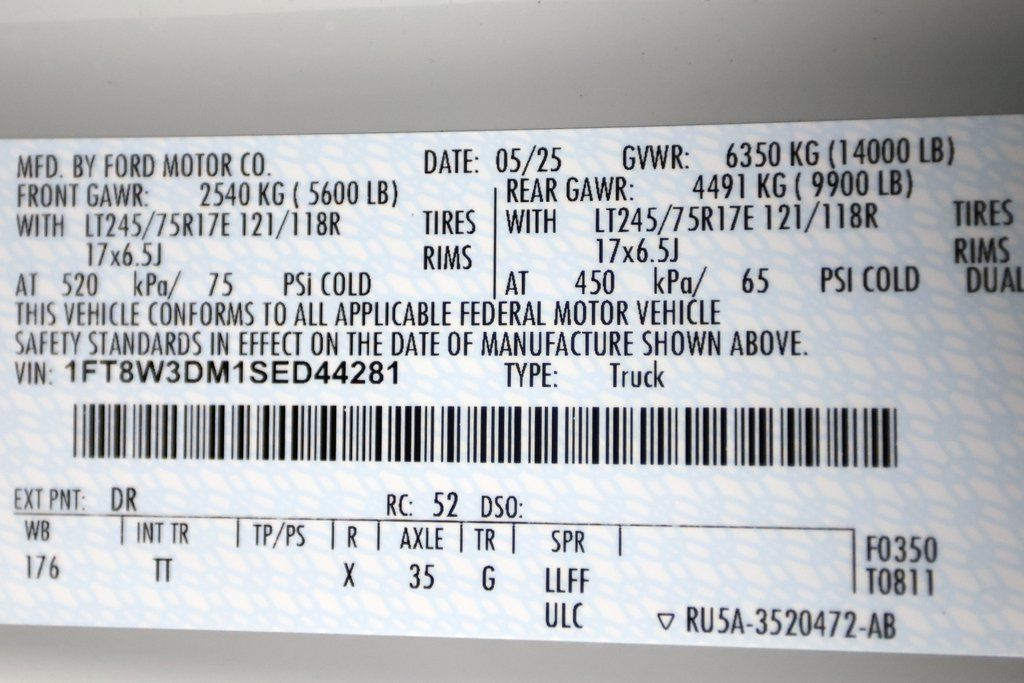 MFD. BY FORD MOTOR CO. DATE: 05/25 GVWR: 6350 KG (14000 LB)
FRONT GAWR: 2540 KG ( 5600 LB) REAR GAWR: 4491 KG ( 9900 LB)
WITH LT245/75R17E 121/118R TIRES WITH LT245/75R17E 121/118R TIRES
17x6.5J RIMS 17x6.5J RIMS
AT 520 kPa/ 75 PSi COLD AT 450 kPa/ 65 PSI COLD DUAL
THIS VEHICLE CONFORMS TO ALL APPLICABLE FEDERAL MOTOR VEHICLE
SAFETY STANDARDS IN EFFECT ON THE DATE OF MANUFACTURE SHOWN ABOVE.
VIN: 1FT8W3DM1SED44281 TYPE: Truck
EXT PNT: DR RC: 52 DSO:
WB INT TR TP/PS R AXLE TR SPR F0350
176 TT X 35 G LLFF T0811
ULC ▽ RU5A-3520472-AB